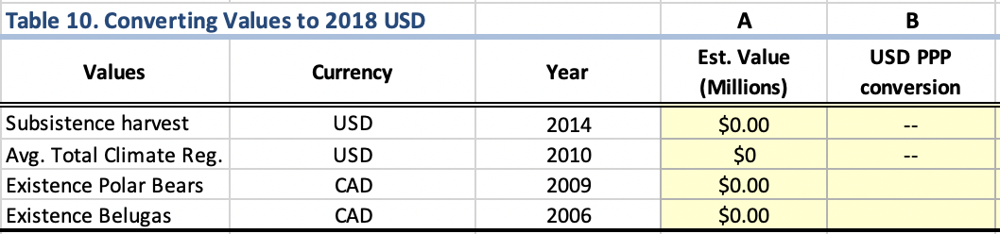 Table 10. Converting Values to 2018 USD A B
Values Currency Year Est. Value (Millions) USD PPP conversion
Subsistence harvest USD 2014 $0.00 --
Avg. Total Climate Reg. USD 2010 $0 --
Existence Polar Bears CAD 2009 $0.00
Existence Belugas CAD 2006 $0.00